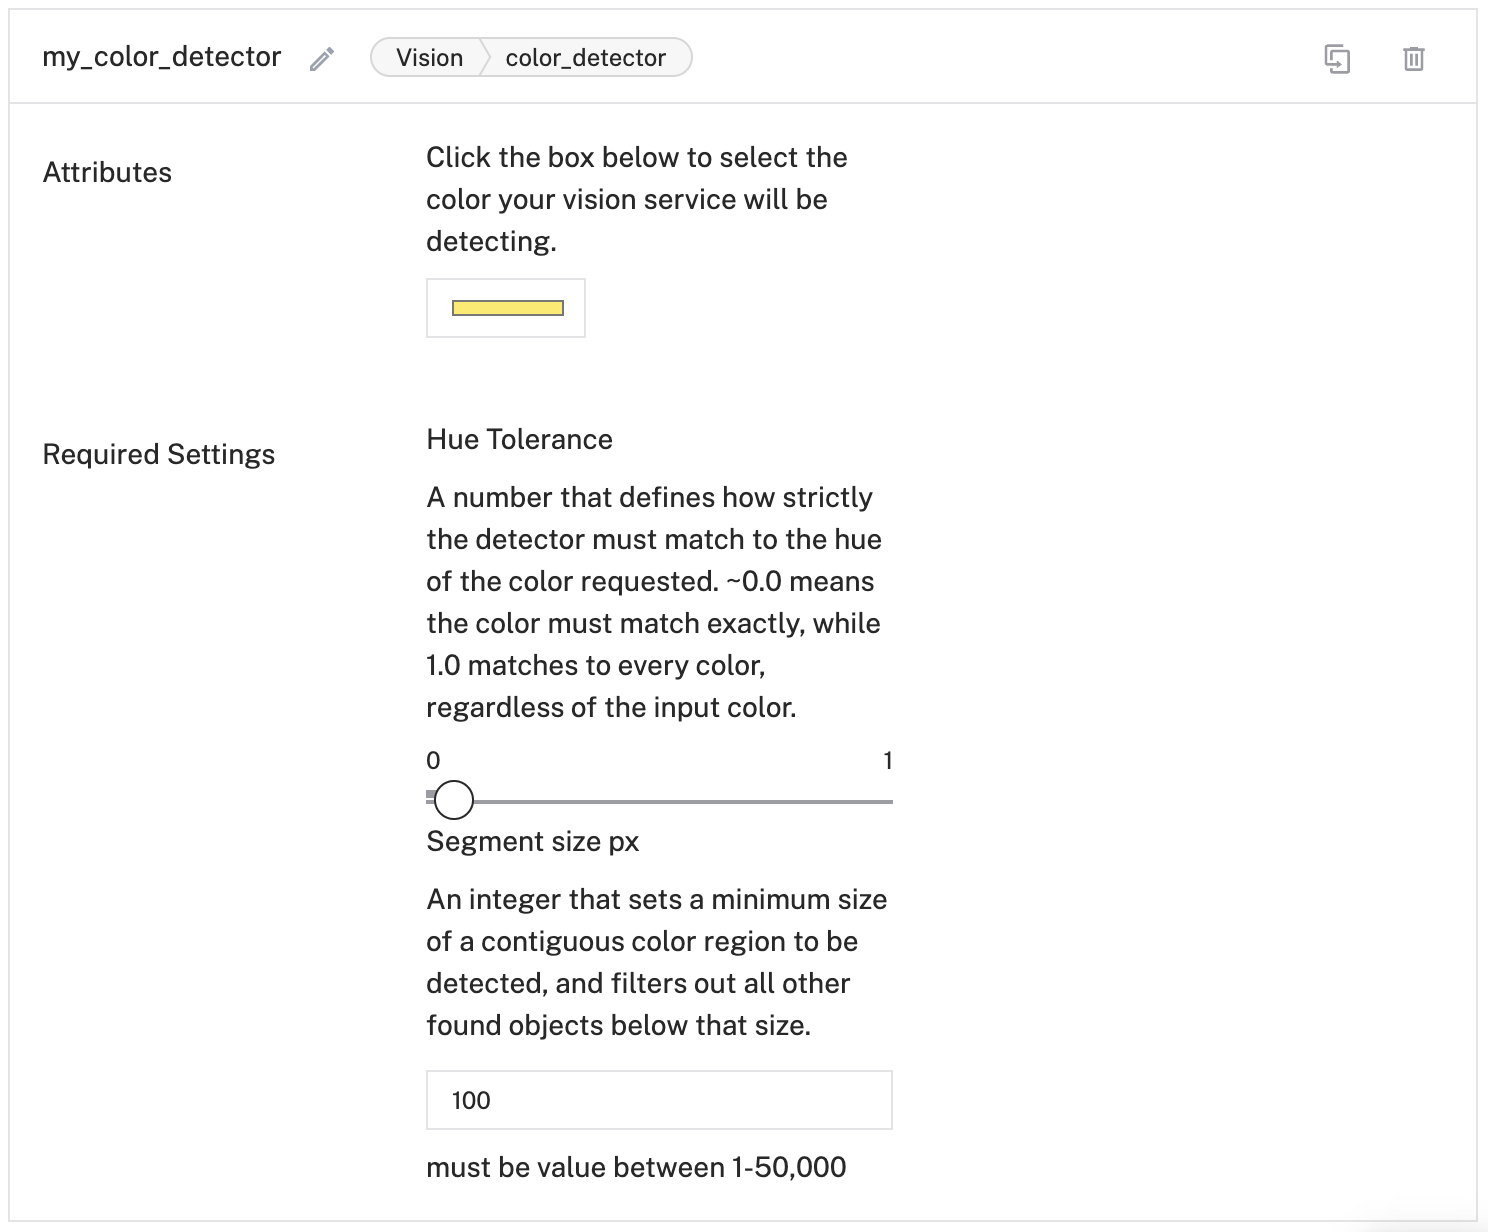 my_color_detector Vision color_detector
Attributes
Click the box below to select the
color your vision service will be
detecting.
Required Settings
Hue Tolerance
A number that defines how strictly
the detector must match to the hue
of the color requested. ~0.0 means
the color must match exactly, while
1.0 matches to every color,
regardless of the input color.
0 1
Segment size px
An integer that sets a minimum size
of a contiguous color region to be
detected, and filters out all other
found objects below that size.
100
must be value between 1-50,000